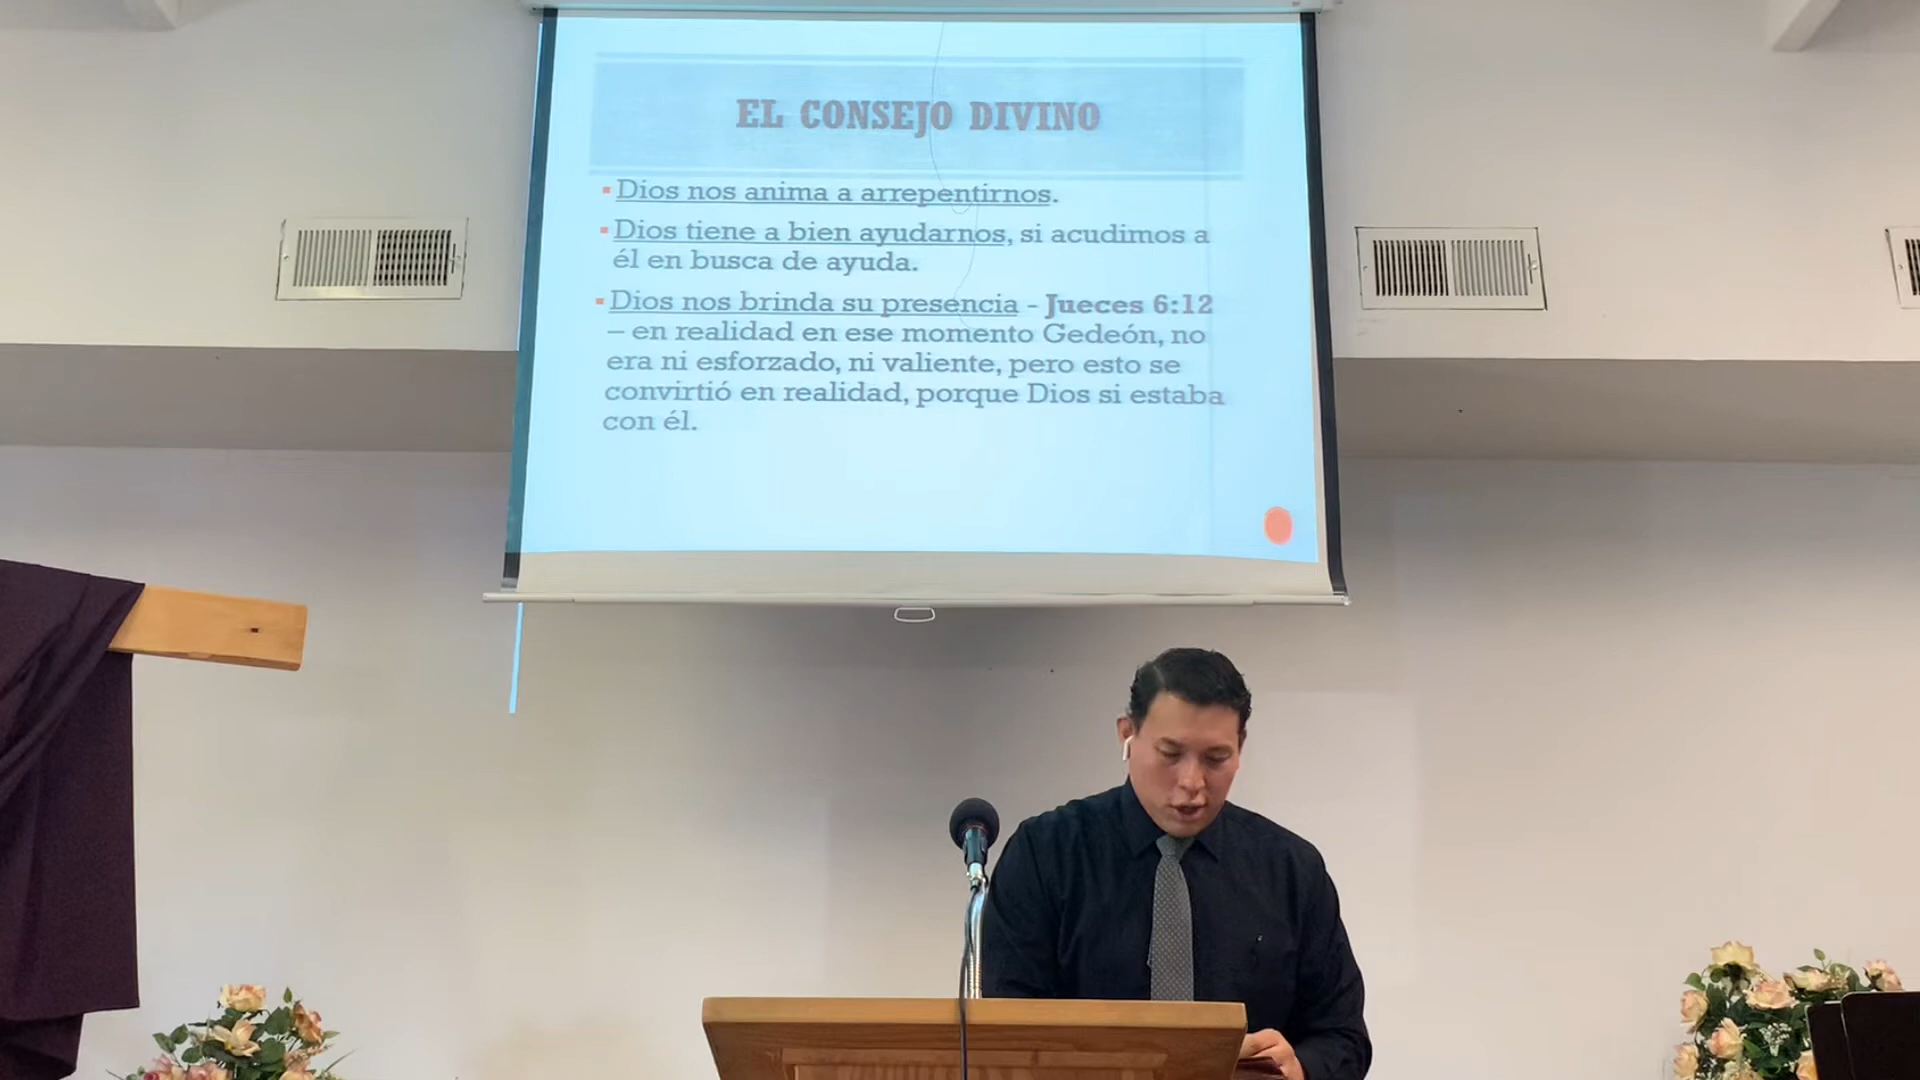 EL CONSEJO DIVINO
Dios nos anima a arrepentirnos.
Dios tiene a bien ayudarnos, si acudimos a
él en busca de ayuda.
Dios nos brinda su presencia - Jueces 6:12
– en realidad en ese momento Gedeón, no
era ni esforzado, ni valiente, pero esto se
convirtió en realidad, porque Dios si estaba
con él.